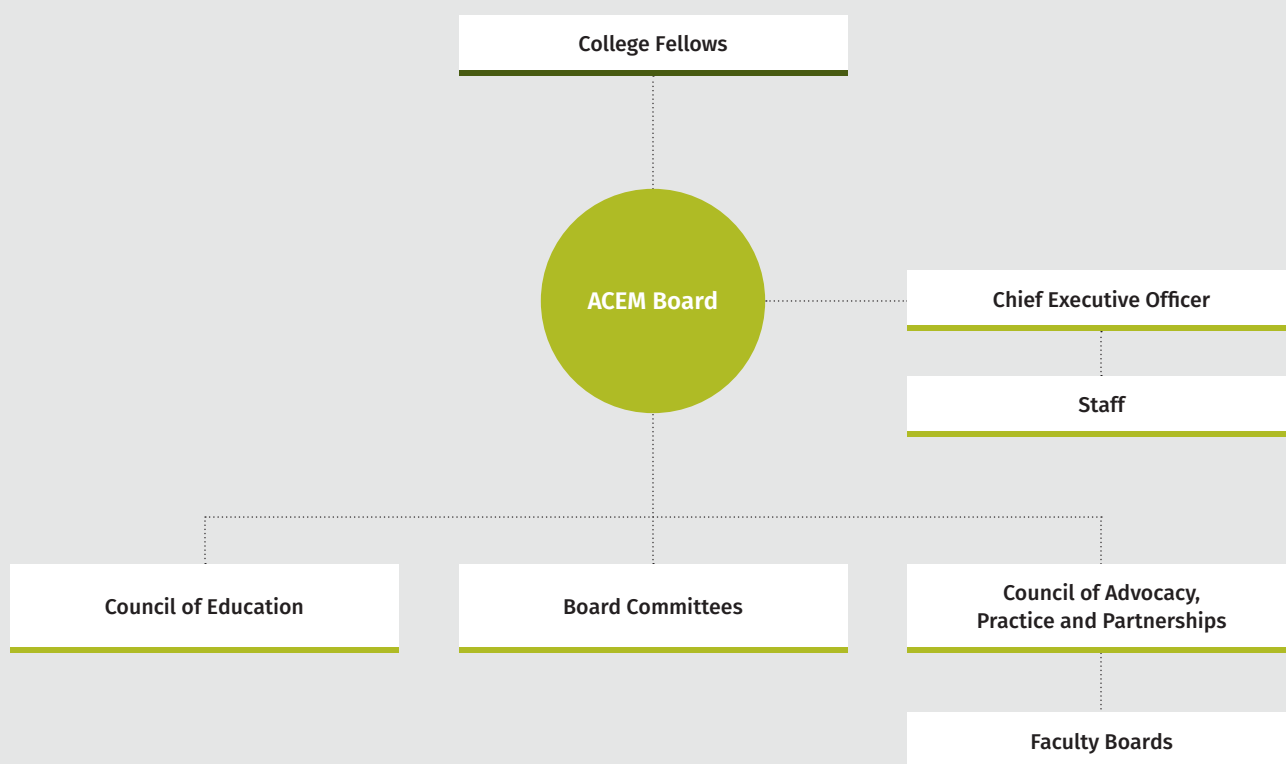 College Fellows
ACEM Board
Chief Executive Officer
Staff
Council of Education
Board Committees
Council of Advocacy,
Practice and Partnerships
Faculty Boards